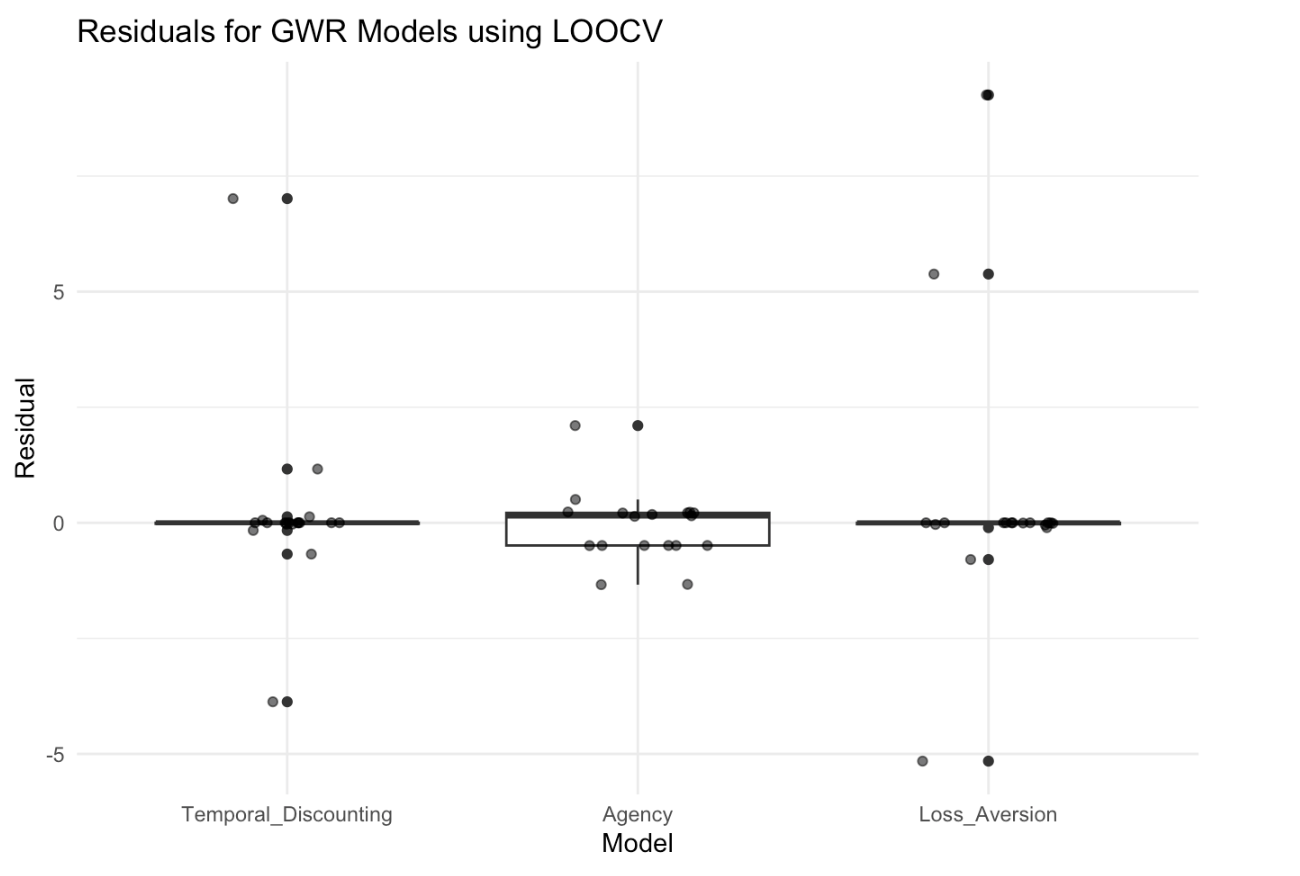 Residuals for GWR Models using LOOCV
Residual
5
0
-5
Temporal_Discounting
Agency
Loss_Aversion
Model